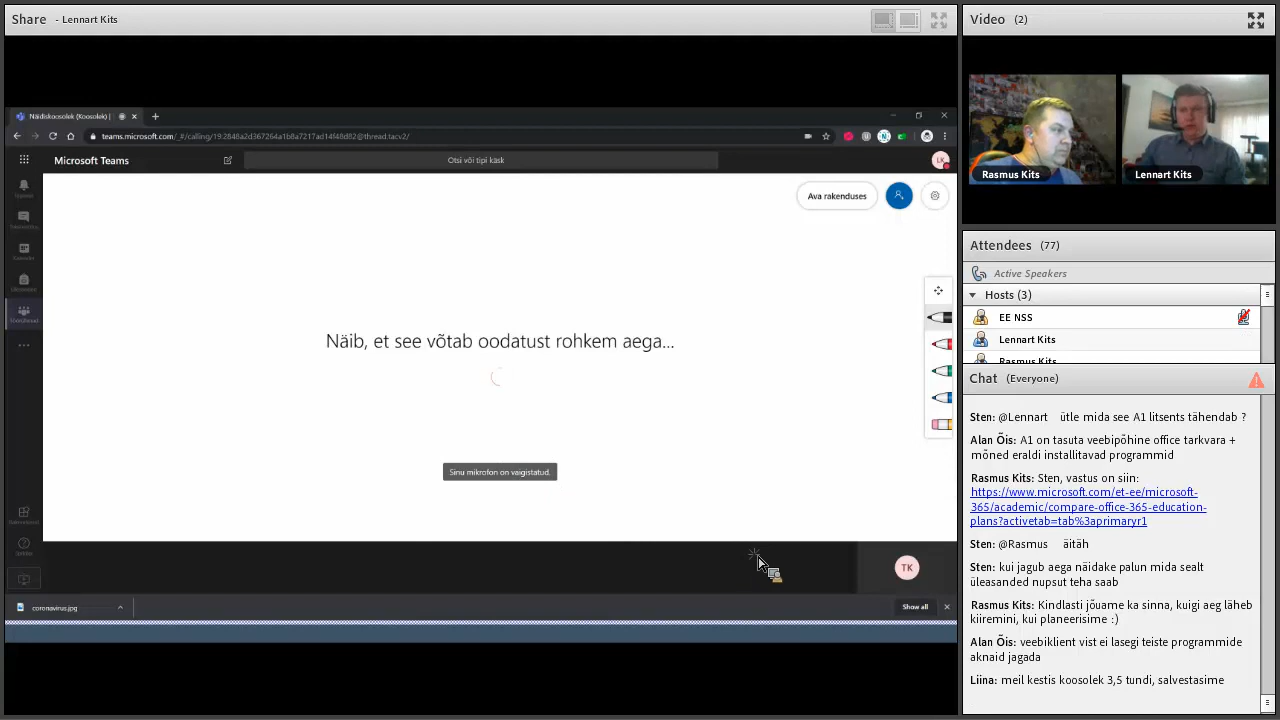 Share - Lennart Kits
Video (2)
Näidiskoosolek (Koosolek) |
teams.microsoft.com/_#/calling/19:2848a2d367264a1b8a7217ad14f48d82@thread.tacv2/
Microsoft Teams
Otsi või tipi käsk
LK
Ava rakenduses
Rasmus Kits
Lennart Kits
Attendees (77)
Active Speakers
Hosts (3)
EE NSS
Lennart Kits
Rasmus Kits
Näib, et see võtab oodatust rohkem aega...
Sinu mikrofon on vaigistatud.
TK
coronavirus.jpg
Show all
Chat (Everyone)
Sten: @Lennart ütle mida see A1 litsents tähendab ?
Alan Õis: A1 on tasuta veebipõhine office tarkvara +
mõned eraldi installitavad programmid
Rasmus Kits: Sten, vastus on siin:
https://www.microsoft.com/et-ee/microsoft-
365/academic/compare-office-365-education-
plans?activetab=tab%3aprimaryr1
Sten: @Rasmus äitäh
Sten: kui jagub aega näidake palun mida sealt
üleasanded nupsut teha saab
Rasmus Kits: Kindlasti jõuame ka sinna, kuigi aeg läheb
kiiremini, kui planeerisime :)
Alan Õis: veebiklient vist ei lasegi teiste programmide
aknaid jagada
Liina: meil kestis koosolek 3,5 tundi, salvestasime